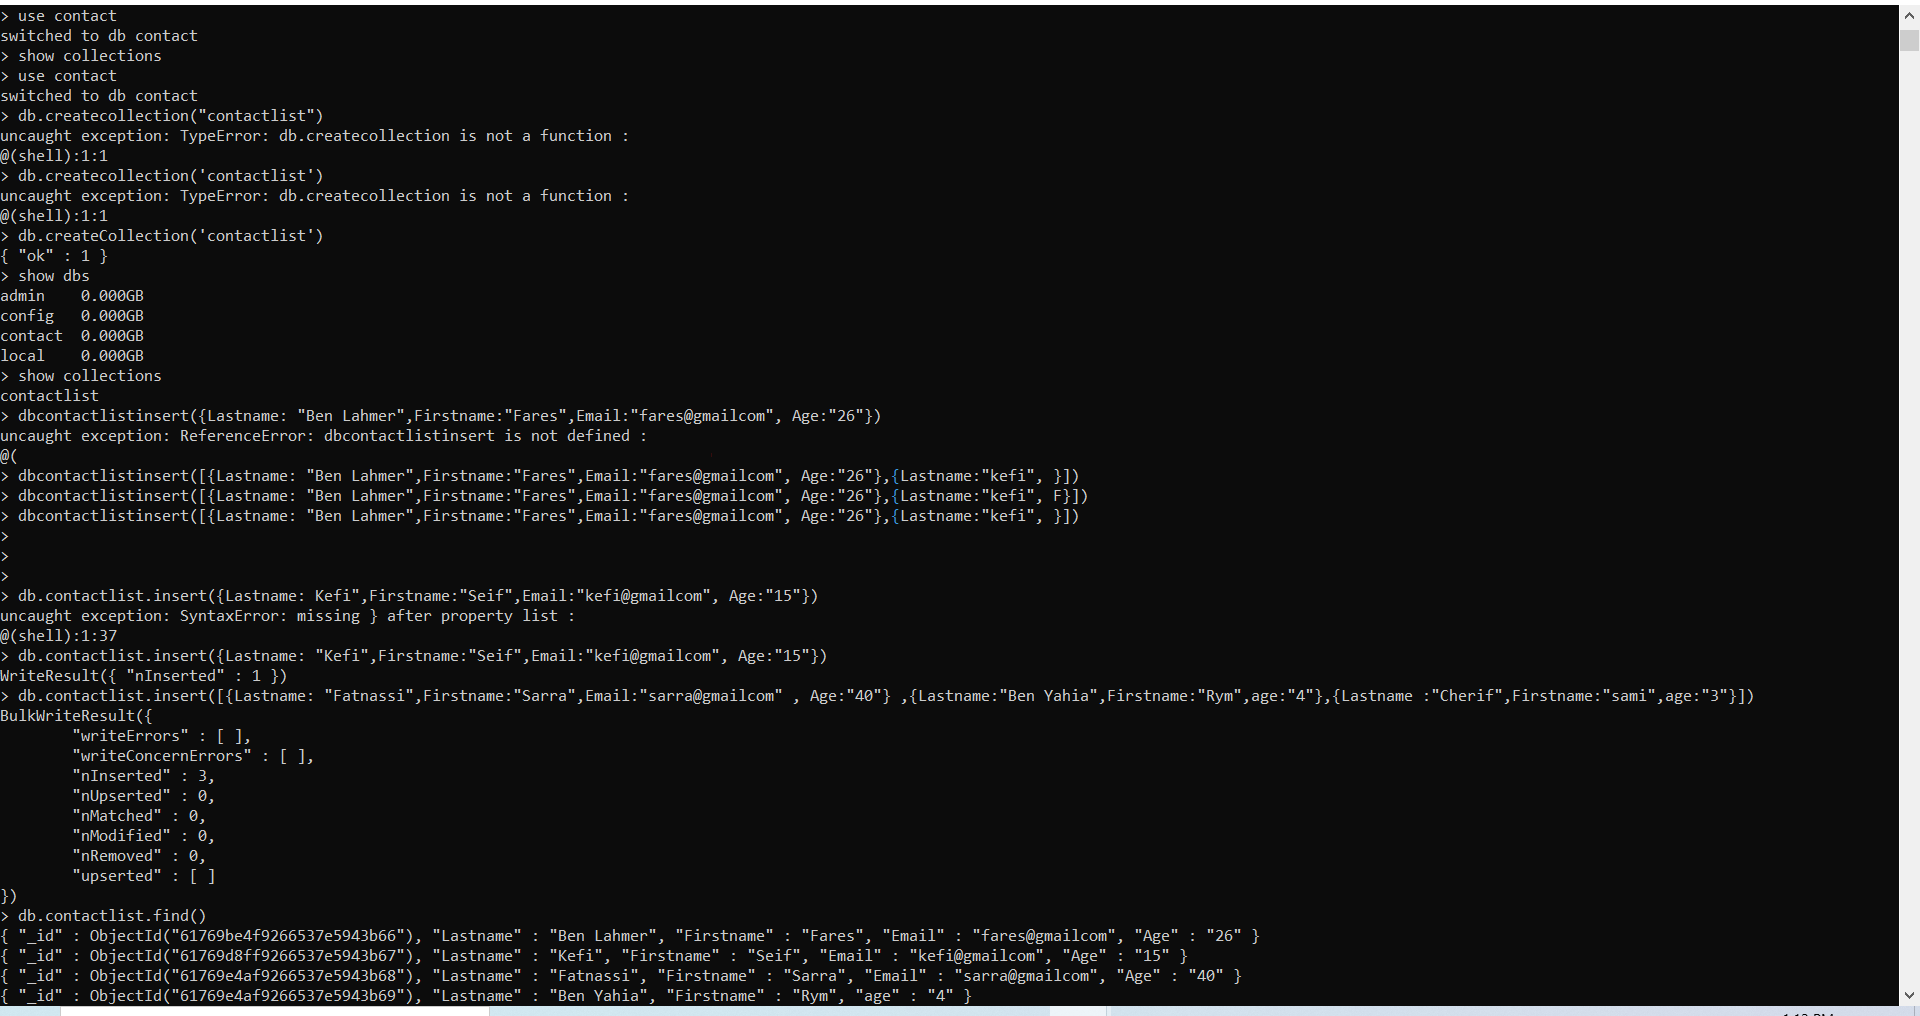 > use contact
switched to db contact
> show collections
> use contact
switched to db contact
> db.createcollection("contactlist")
uncaught exception: TypeError: db.createcollection is not a function :
@(shell):1:1
> db.createcollection('contactlist')
uncaught exception: TypeError: db.createcollection is not a function :
@(shell):1:1
> db.createCollection('contactlist')
{ "ok" : 1 }
> show dbs
admin    0.000GB
config   0.000GB
contact  0.000GB
local    0.000GB
> show collections
contactlist
> dbcontactlistinsert({Lastname: "Ben Lahmer",Firstname:"Fares",Email:"fares@gmailcom", Age:"26"})
uncaught exception: ReferenceError: dbcontactlistinsert is not defined :
@(
> dbcontactlistinsert([{Lastname: "Ben Lahmer",Firstname:"Fares",Email:"fares@gmailcom", Age:"26"},{Lastname:"kefi", }])
> dbcontactlistinsert([{Lastname: "Ben Lahmer",Firstname:"Fares",Email:"fares@gmailcom", Age:"26"},{Lastname:"kefi", F}])
> dbcontactlistinsert([{Lastname: "Ben Lahmer",Firstname:"Fares",Email:"fares@gmailcom", Age:"26"},{Lastname:"kefi", }])
>
>
>
> db.contactlist.insert({Lastname: Kefi",Firstname:"Seif",Email:"kefi@gmailcom", Age:"15"})
uncaught exception: SyntaxError: missing } after property list :
@(shell):1:37
> db.contactlist.insert({Lastname: "Kefi",Firstname:"Seif",Email:"kefi@gmailcom", Age:"15"})
WriteResult({ "nInserted" : 1 })
> db.contactlist.insert([{Lastname: "Fatnassi",Firstname:"Sarra",Email:"sarra@gmailcom" , Age:"40"} ,{Lastname:"Ben Yahia",Firstname:"Rym",age:"4"},{Lastname :"Cherif",Firstname:"sami",age:"3"}])
BulkWriteResult({
        "writeErrors" : [ ],
        "writeConcernErrors" : [ ],
        "nInserted" : 3,
        "nUpserted" : 0,
        "nMatched" : 0,
        "nModified" : 0,
        "nRemoved" : 0,
        "upserted" : [ ]
})
> db.contactlist.find()
{ "_id" : ObjectId("61769be4f9266537e5943b66"), "Lastname" : "Ben Lahmer", "Firstname" : "Fares", "Email" : "fares@gmailcom", "Age" : "26" }
{ "_id" : ObjectId("61769d8ff9266537e5943b67"), "Lastname" : "Kefi", "Firstname" : "Seif", "Email" : "kefi@gmailcom", "Age" : "15" }
{ "_id" : ObjectId("61769e4af9266537e5943b68"), "Lastname" : "Fatnassi", "Firstname" : "Sarra", "Email" : "sarra@gmailcom", "Age" : "40" }
{ "_id" : ObjectId("61769e4af9266537e5943b69"), "Lastname" : "Ben Yahia", "Firstname" : "Rym", "age" : "4" }